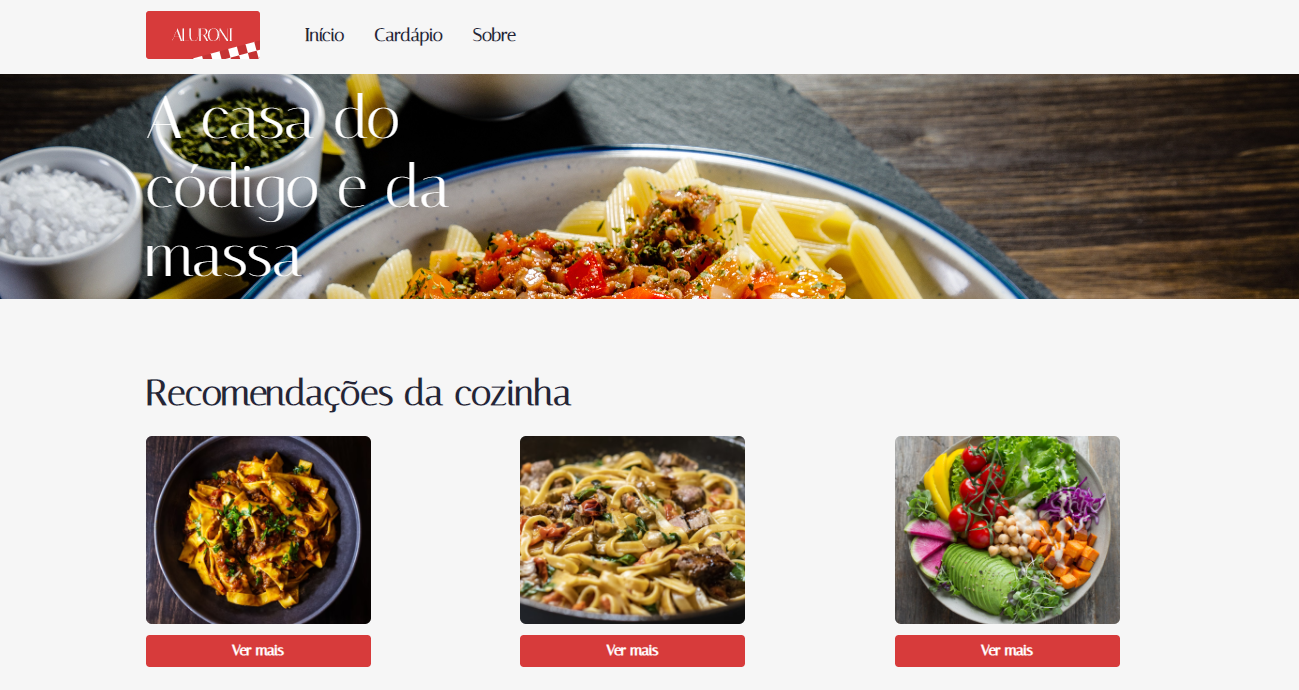 ALURONI
Início
Cardápio
Sobre
A casa do
código e da
massa
Recomendações da cozinha
Ver mais
Ver mais
Ver mais